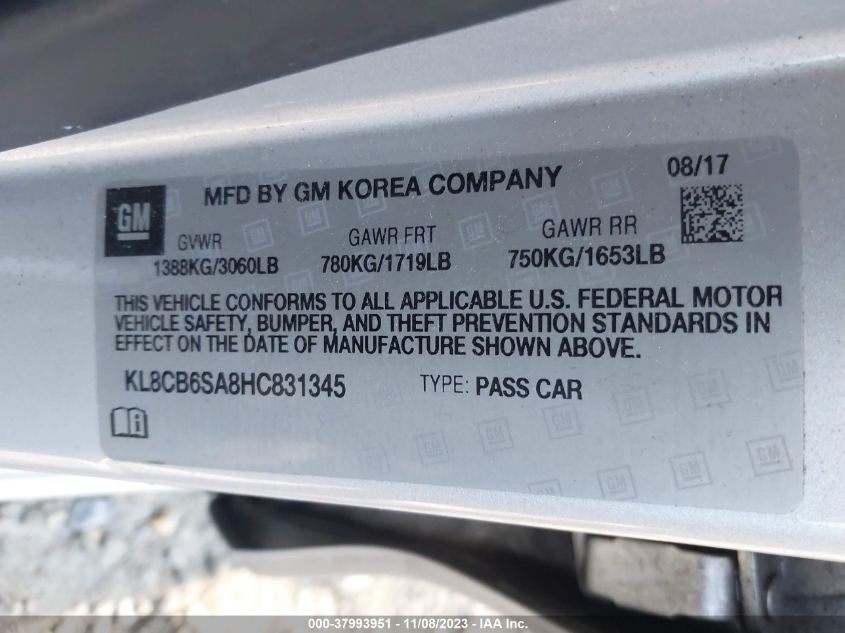 MFD BY GM KOREA COMPANY 08/17
GM
GVWR GAWR FRT GAWR RR
1388KG/3060LB 780KG/1719LB 750KG/1653LB
THIS VEHICLE CONFORMS TO ALL APPLICABLE U.S. FEDERAL MOTOR
VEHICLE SAFETY, BUMPER, AND THEFT PREVENTION STANDARDS IN
EFFECT ON THE DATE OF MANUFACTURE SHOWN ABOVE.
KL8CB6SA8HC831345 TYPE: PASS CAR
000-37993951 - 11/08/2023 - IAA Inc.